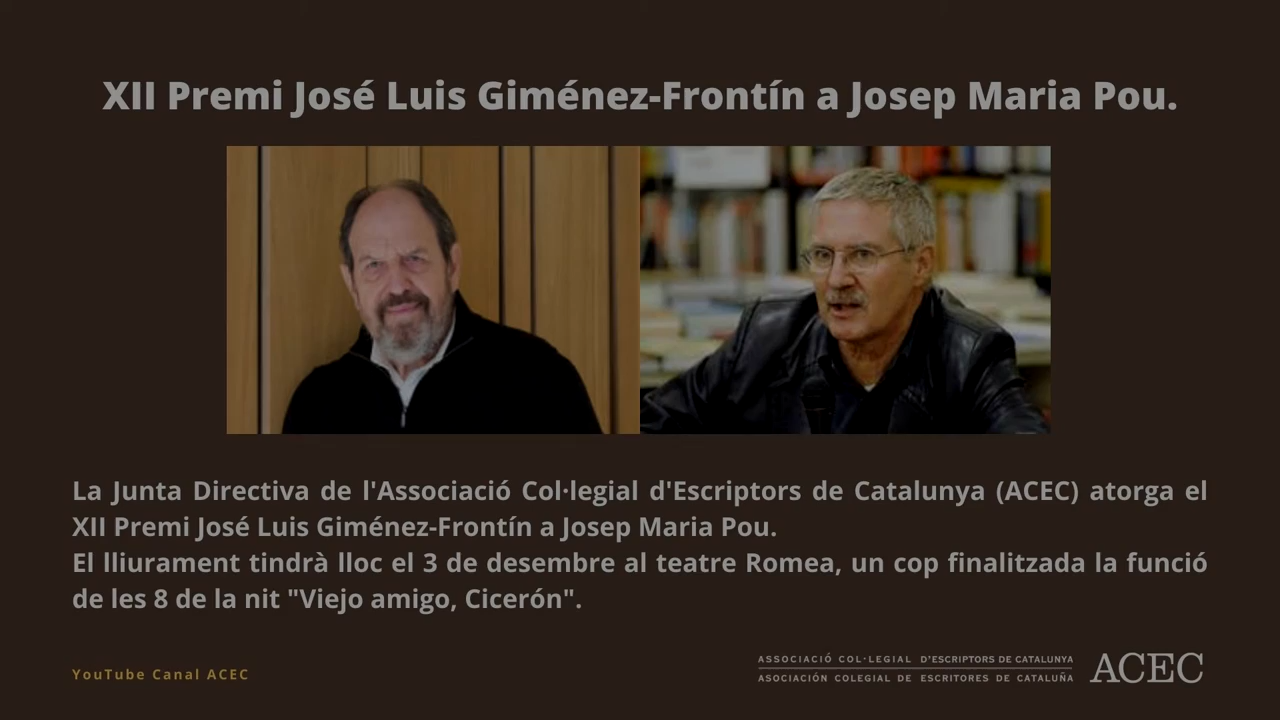 XII Premi José Luis Giménez-Frontín a Josep Maria Pou.
La Junta Directiva de l'Associació Col·legial d'Escriptors de Catalunya (ACEC) atorga el
XII Premi José Luis Giménez-Frontín a Josep Maria Pou.
El lliurament tindrà lloc el 3 de desembre al teatre Romea, un cop finalitzada la funció
de les 8 de la nit "Viejo amigo, Cicerón".
YouTube Canal ACEC
ASSOCIACIÓ COL·LEGIAL D'ESCRIPTORS DE CATALUNYA
ASOCIACIÓN COLEGIAL DE ESCRITORES DE CATALUÑA
ACEC